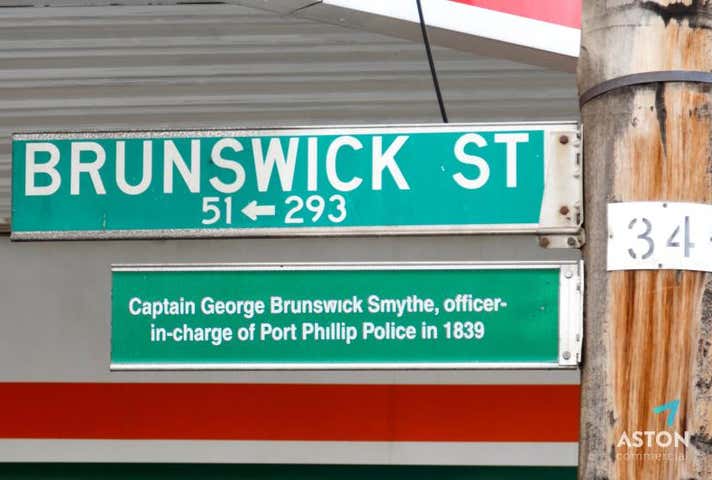 BRUNSWICK ST
51 ← 293
Captain George Brunswick Smythe, officer-
in-charge of Port Phillip Police in 1839
34
ASTON
commercial
commercial